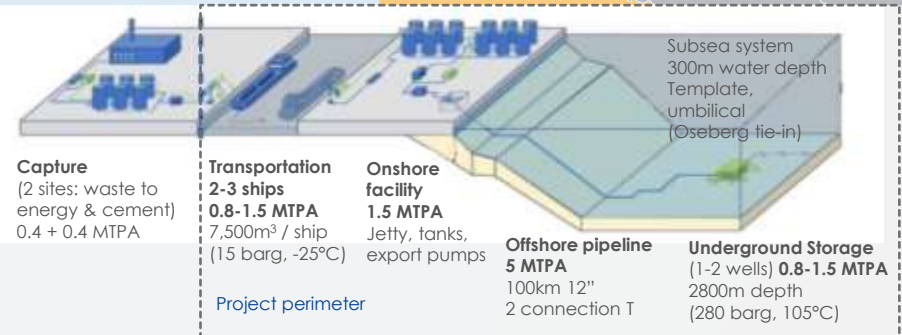 Subsea system
300m water depth
Template,
umbilical
(Oseberg tie-in)
Capture
(2 sites: waste to
energy & cement)
0.4 + 0.4 MTPA
Transportation
2-3 ships
0.8-1.5 MTPA
7,500m³ / ship
(15 barg, -25°C)
Onshore
facility
1.5 MTPA
Jetty, tanks,
export pumps
Offshore pipeline
5 MTPA
100km 12"
2 connection T
Underground Storage
(1-2 wells) 0.8-1.5 MTPA
2800m depth
(280 barg, 105°C)
Project perimeter